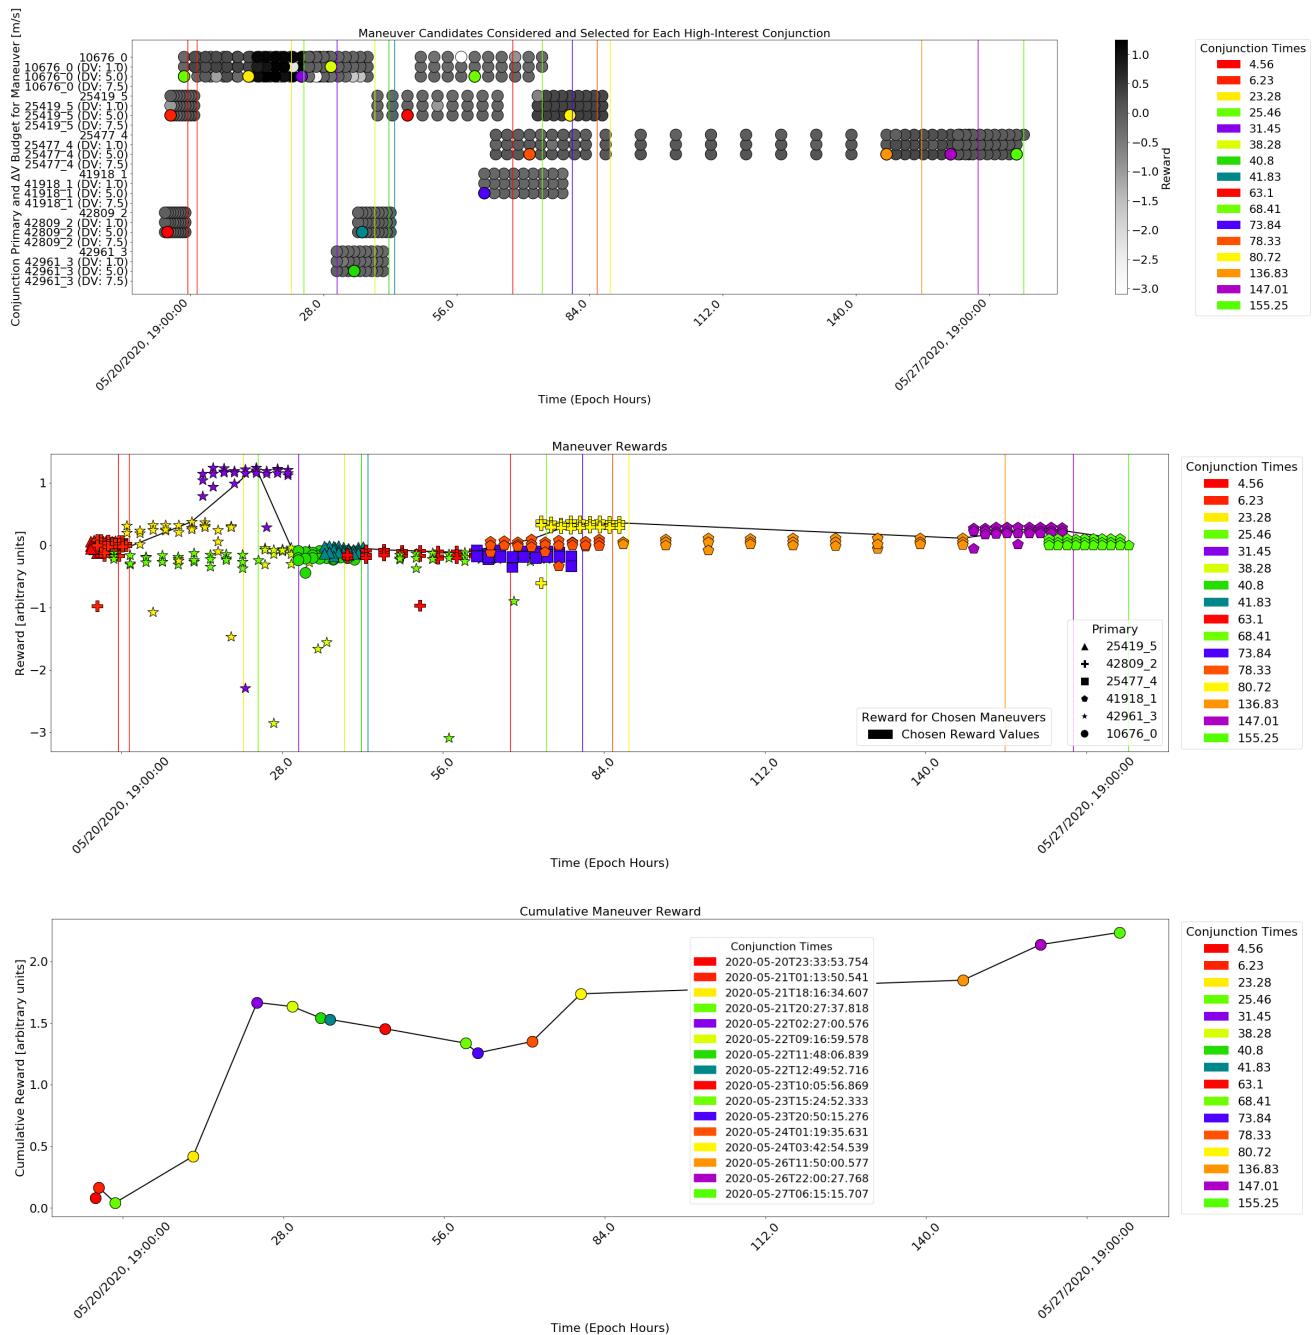 Maneuver Candidates Considered and Selected for Each High-Interest Conjunction
Conjunction Primary and ΔV Budget for Maneuver [m/s]
10676_0
10676_0 (DV: 1.0)
10676_0 (DV: 5.0)
10676_0 (DV: 7.5)
25419_5
25419_5 (DV: 1.0)
25419_5 (DV: 5.0)
25419_5 (DV: 7.5)
25477_4
25477_4 (DV: 1.0)
25477_4 (DV: 5.0)
25477_4 (DV: 7.5)
41918_1
41918_1 (DV: 1.0)
41918_1 (DV: 5.0)
41918_1 (DV: 7.5)
42809_2
42809_2 (DV: 1.0)
42809_2 (DV: 5.0)
42809_2 (DV: 7.5)
42961_3
42961_3 (DV: 1.0)
42961_3 (DV: 5.0)
42961_3 (DV: 7.5)
05/20/2020, 19:00:00
28.0
56.0
84.0
112.0
140.0
05/27/2020, 19:00:00
Time (Epoch Hours)
1.0
0.5
0.0
−0.5
−1.0
−1.5
−2.0
−2.5
−3.0
Reward
Conjunction Times
4.56
6.23
23.28
25.46
31.45
38.28
40.8
41.83
63.1
68.41
73.84
78.33
80.72
136.83
147.01
155.25
Maneuver Rewards
Reward [arbitrary units]
1
0
−1
−2
−3
Primary
25419_5
42809_2
25477_4
41918_1
42961_3
10676_0
Reward for Chosen Maneuvers
Chosen Reward Values
05/20/2020, 19:00:00
28.0
56.0
84.0
112.0
140.0
05/27/2020, 19:00:00
Time (Epoch Hours)
Conjunction Times
4.56
6.23
23.28
25.46
31.45
38.28
40.8
41.83
63.1
68.41
73.84
78.33
80.72
136.83
147.01
155.25
Cumulative Maneuver Reward
Cumulative Reward [arbitrary units]
2.0
1.5
1.0
0.5
0.0
Conjunction Times
2020-05-20T23:33:53.754
2020-05-21T01:13:50.541
2020-05-21T18:16:34.607
2020-05-21T20:27:37.818
2020-05-22T02:27:00.576
2020-05-22T09:16:59.578
2020-05-22T11:48:06.839
2020-05-22T12:49:52.716
2020-05-23T10:05:56.869
2020-05-23T15:24:52.333
2020-05-23T20:50:15.276
2020-05-24T01:19:35.631
2020-05-24T03:42:54.539
2020-05-26T11:50:00.577
2020-05-26T22:00:27.768
2020-05-27T06:15:15.707
05/20/2020, 19:00:00
28.0
56.0
84.0
112.0
140.0
05/27/2020, 19:00:00
Time (Epoch Hours)
Conjunction Times
4.56
6.23
23.28
25.46
31.45
38.28
40.8
41.83
63.1
68.41
73.84
78.33
80.72
136.83
147.01
155.25